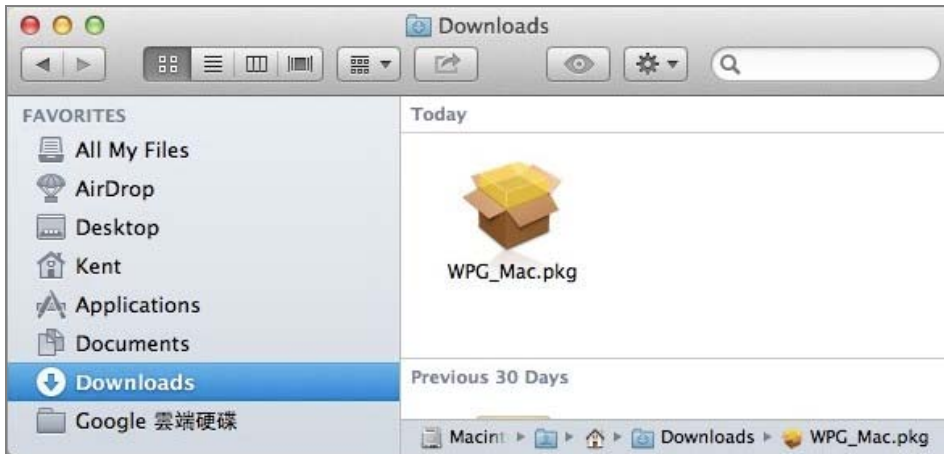 Downloads
FAVORITES
All My Files
AirDrop
Desktop
Kent
Applications
Documents
Downloads
Google 雲端硬碟
Today
WPG_Mac.pkg
Previous 30 Days
Macint
Downloads
WPG_Mac.pkg